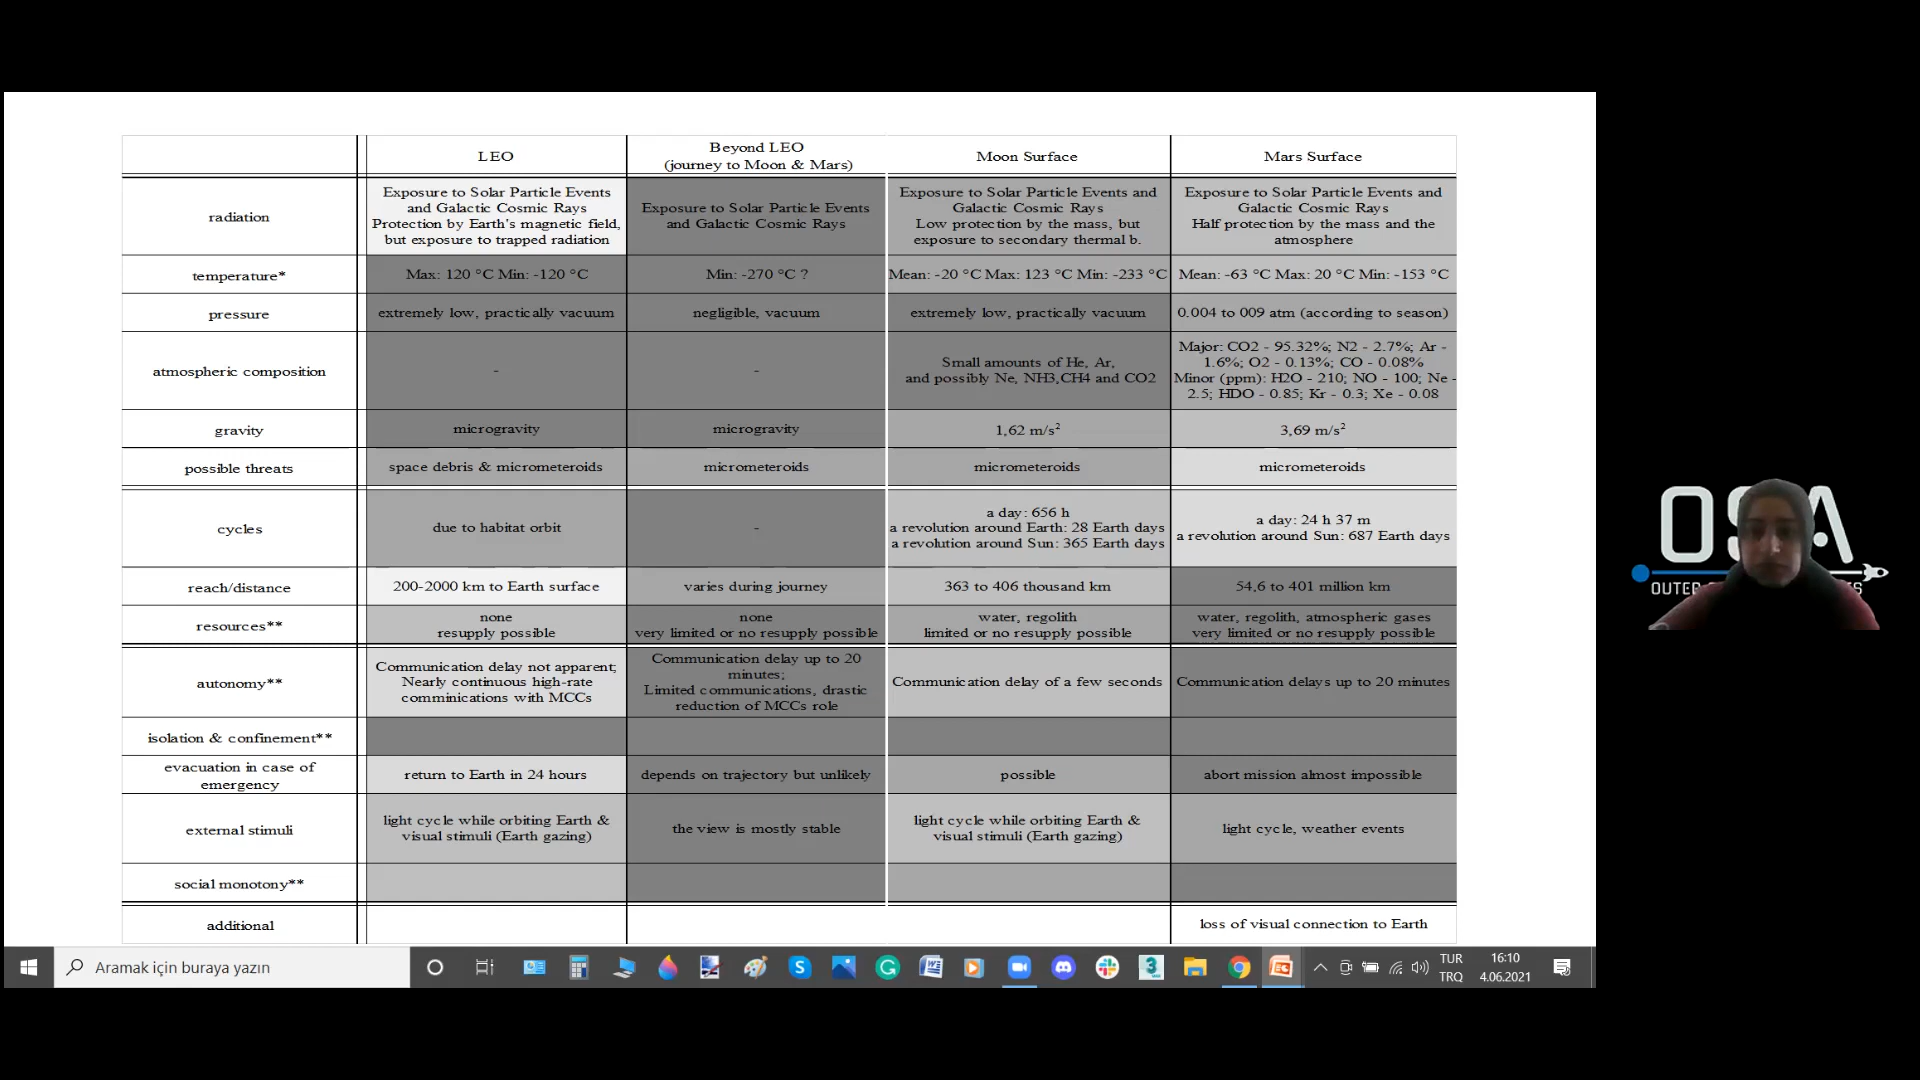 LEO
Beyond LEO
(journey to Moon & Mars)
Moon Surface
Mars Surface
radiation
Exposure to Solar Particle Events
and Galactic Cosmic Rays
Protection by Earth's magnetic field,
but exposure to trapped radiation
Exposure to Solar Particle Events
and Galactic Cosmic Rays
Exposure to Solar Particle Events and
Galactic Cosmic Rays
Low protection by the mass, but
exposure to secondary thermal b.
Exposure to Solar Particle Events and
Galactic Cosmic Rays
Half protection by the mass and the
atmosphere
temperature*
Max: 120 °C Min: -120 °C
Min: -270 °C ?
Mean: -20 °C Max: 123 °C Min: -233 °C
Mean: -63 °C Max: 20 °C Min: -153 °C
pressure
extremely low, practically vacuum
negligible, vacuum
extremely low, practically vacuum
0.004 to 009 atm (according to season)
atmospheric composition
-
-
Small amounts of He, Ar,
and possibly Ne, NH3,CH4 and CO2
Major: CO2 - 95.32%; N2 - 2.7%; Ar -
1.6%; O2 - 0.13%; CO - 0.08%
Minor (ppm): H2O - 210; NO - 100; Ne -
2.5; HDO - 0.85; Kr - 0.3; Xe - 0.08
gravity
microgravity
microgravity
1,62 m/s²
3,69 m/s²
possible threats
space debris & micrometeroids
micrometeroids
micrometeroids
micrometeroids
cycles
due to habitat orbit
-
a day: 656 h
a revolution around Earth: 28 Earth days
a revolution around Sun: 365 Earth days
a day: 24 h 37 m
a revolution around Sun: 687 Earth days
reach/distance
200-2000 km to Earth surface
varies during journey
363 to 406 thousand km
54,6 to 401 million km
resources**
none
resupply possible
none
very limited or no resupply possible
water, regolith
limited or no resupply possible
water, regolith, atmospheric gases
very limited or no resupply possible
autonomy**
Communication delay not apparent;
Nearly continuous high-rate
comminications with MCCs
Communication delay up to 20
minutes;
Limited communications, drastic
reduction of MCCs role
Communication delay of a few seconds
Communication delays up to 20 minutes
isolation & confinement**
evacuation in case of
emergency
return to Earth in 24 hours
depends on trajectory but unlikely
possible
abort mission almost impossible
external stimuli
light cycle while orbiting Earth &
visual stimuli (Earth gazing)
the view is mostly stable
light cycle while orbiting Earth &
visual stimuli (Earth gazing)
light cycle, weather events
social monotony**
additional
loss of visual connection to Earth
Aramak için buraya yazın
TUR
TRQ
16:10
4.06.2021